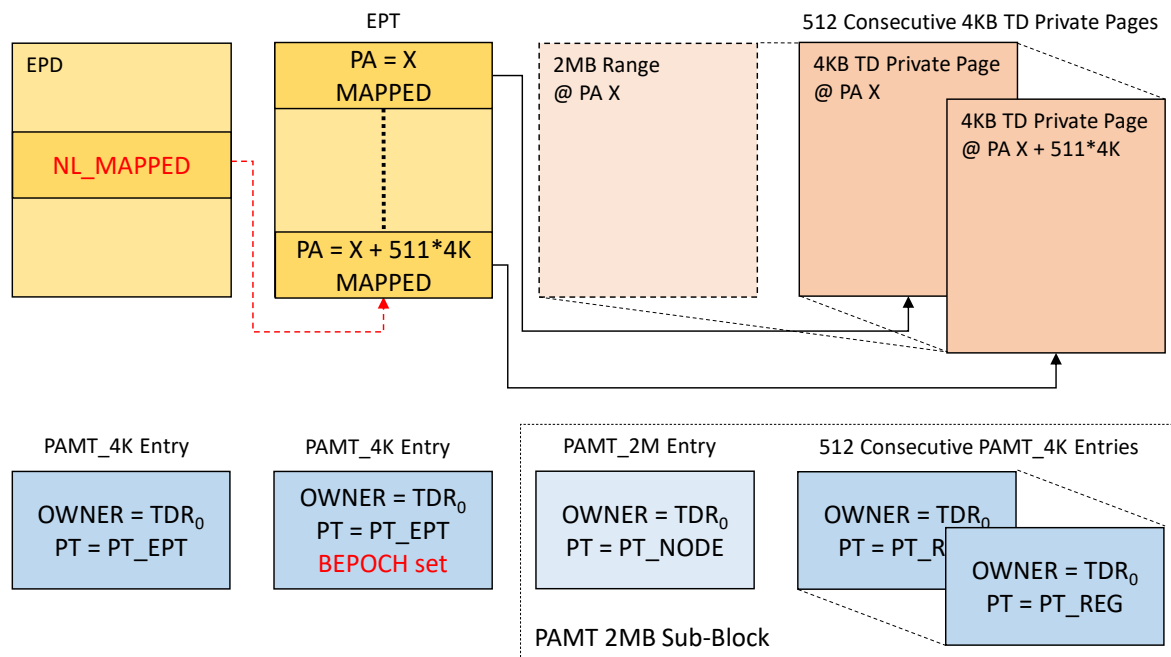 EPT
512 Consecutive 4KB TD Private Pages
EPD
NL_MAPPED
PA = X
MAPPED
PA = X + 511*4K
MAPPED
2MB Range
@ PA X
4KB TD Private Page
@ PA X
4KB TD Private Page
@ PA X + 511*4K
PAMT_4K Entry
OWNER = TDR₀
PT = PT_EPT
PAMT_4K Entry
OWNER = TDR₀
PT = PT_EPT
BEPOCH set
PAMT_2M Entry
OWNER = TDR₀
PT = PT_NODE
512 Consecutive PAMT_4K Entries
OWNER = TDR₀
PT = PT_R
OWNER = TDR₀
PT = PT_REG
PAMT 2MB Sub-Block